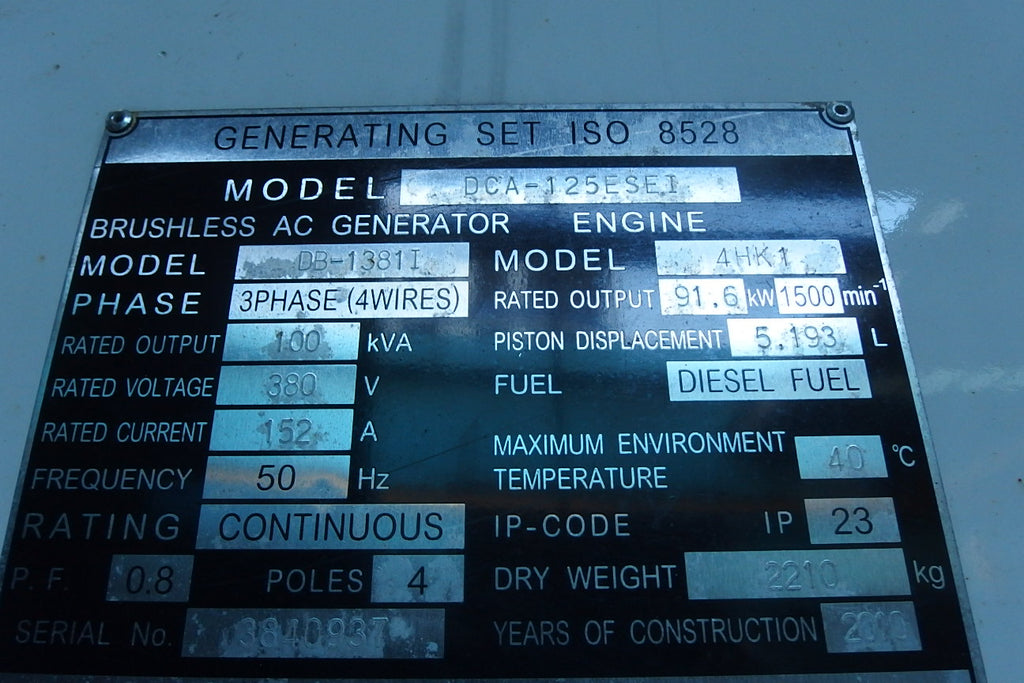 GENERATING SET ISO 8528
MODEL DCA-125ESEI
BRUSHLESS AC GENERATOR
MODEL DB-1381I
PHASE 3PHASE (4WIRES)
RATED OUTPUT 100 kVA
RATED VOLTAGE 380 V
RATED CURRENT 152 A
FREQUENCY 50 Hz
RATING CONTINUOUS
P. F. 0.8 POLES 4
SERIAL No. 3840937
ENGINE
MODEL 4HK1
RATED OUTPUT 91.6 kW 1500 min-1
PISTON DISPLACEMENT 5.193 L
FUEL DIESEL FUEL
MAXIMUM ENVIRONMENT
TEMPERATURE 40 °C
IP-CODE IP 23
DRY WEIGHT 2210 kg
YEARS OF CONSTRUCTION